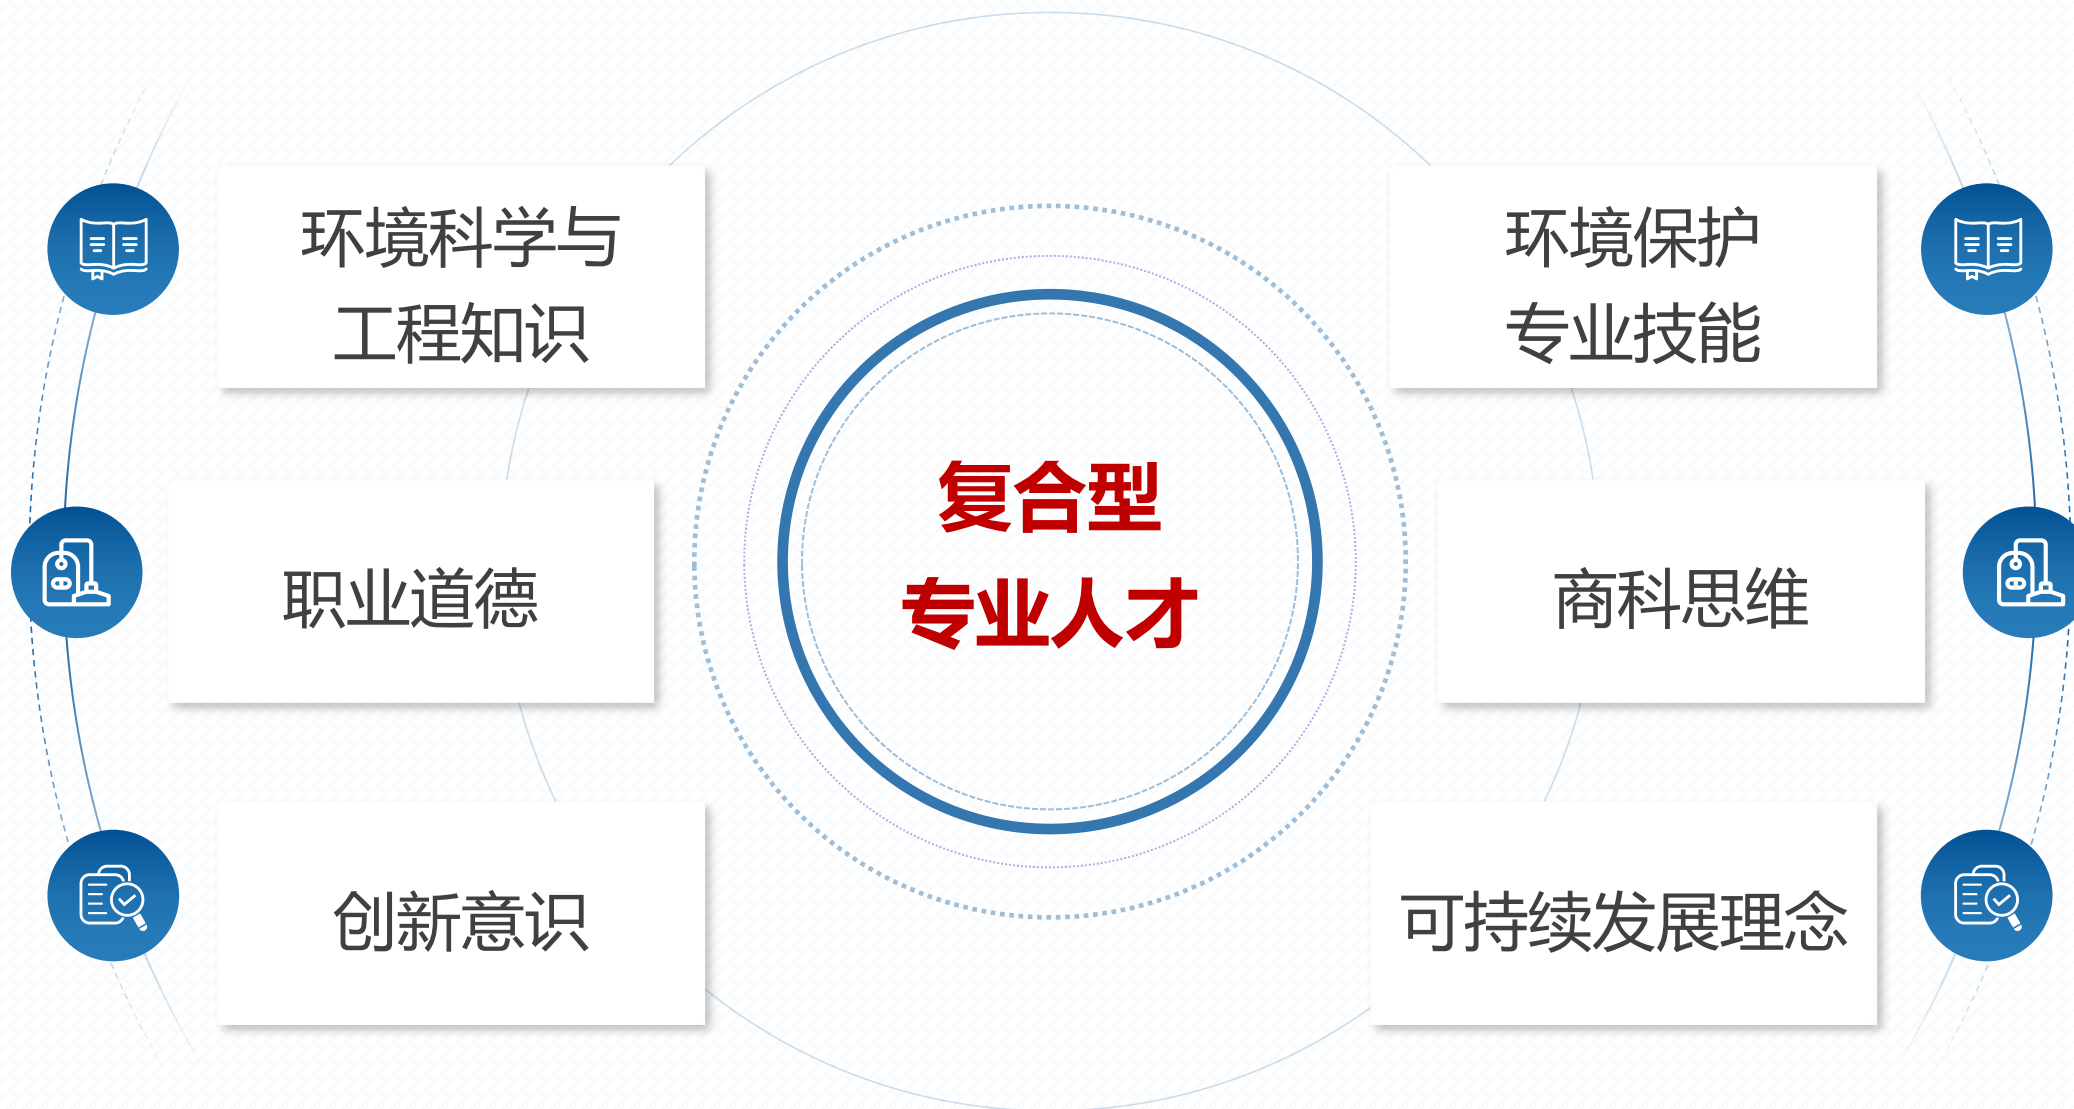 环境科学与
工程知识
职业道德
创新意识
复合型
专业人才
环境保护
专业技能
商科思维
可持续发展理念